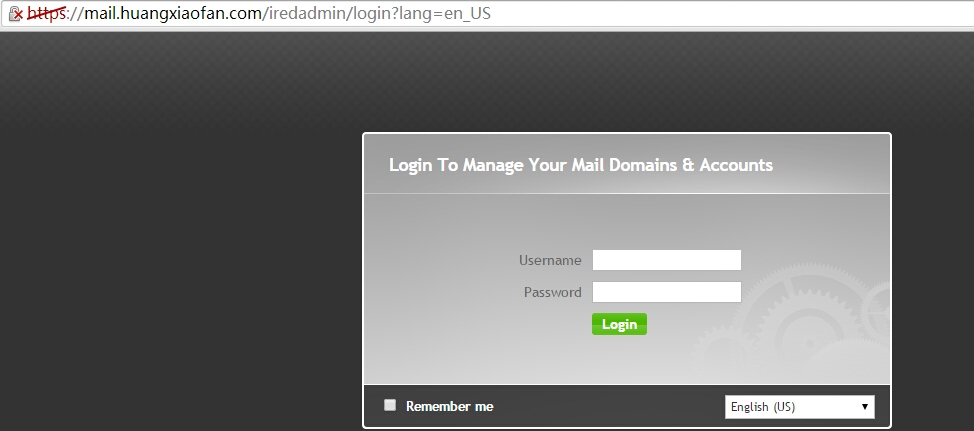 https://mail.huangxiaofan.com/iredadmin/login?lang=en_US
Login To Manage Your Mail Domains & Accounts
Username
Password
Login
Remember me
English (US)